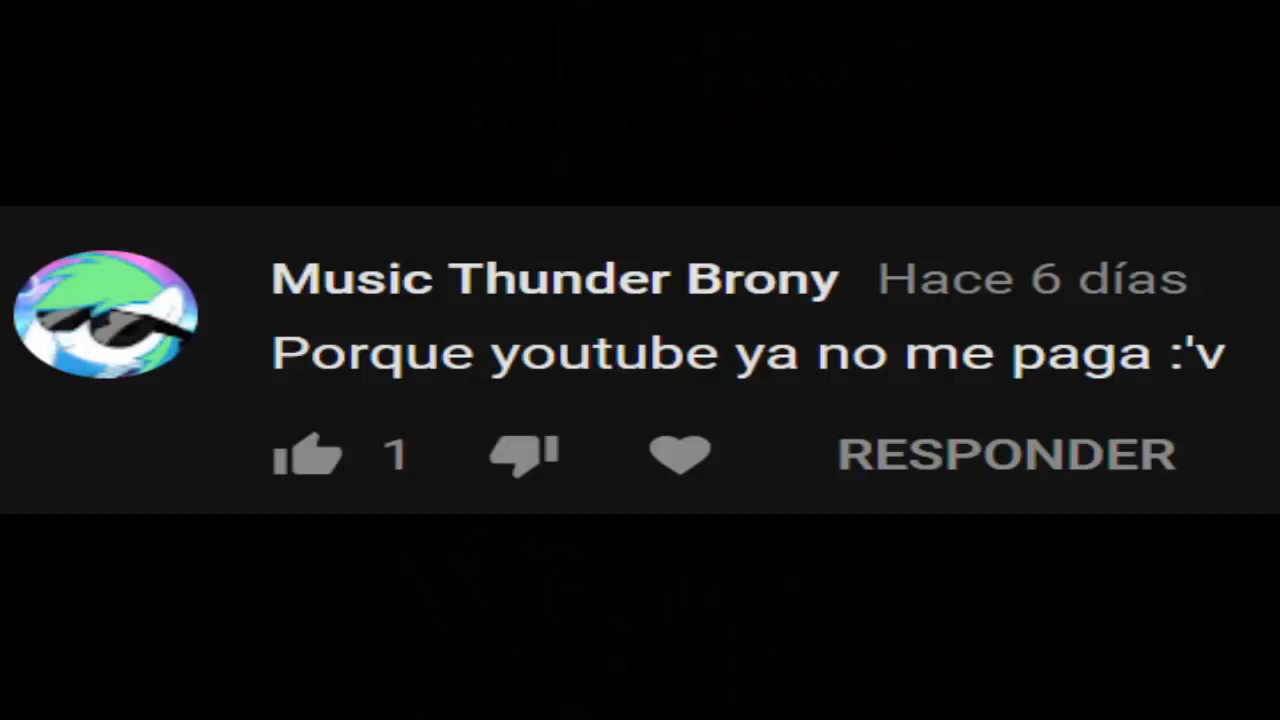 Music Thunder Brony Hace 6 días
Porque youtube ya no me paga :'v
1 RESPONDER